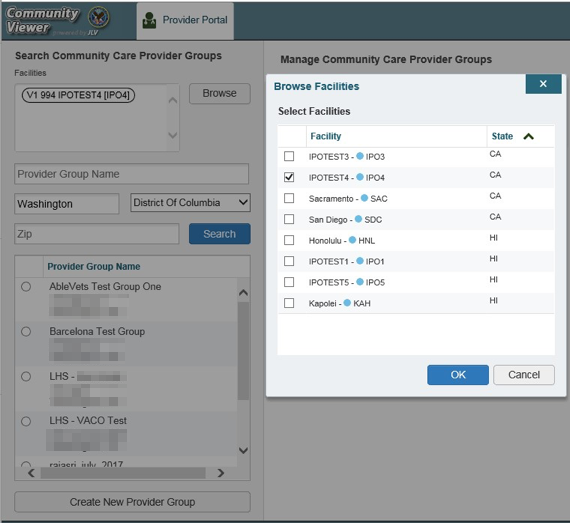 Community
Viewer
Powered by JLV
Provider Portal
Search Community Care Provider Groups
Facilities
V1 994 IPOTEST4 [IPO4]
Browse
Provider Group Name
Washington
District Of Columbia
Zip
Search
Provider Group Name
AbleVets Test Group One
Barcelona Test Group
LHS -
LHS - VACO Test
rajasri_july_2017
Create New Provider Group
Manage Community Care Provider Groups
Browse Facilities
X
Select Facilities
Facility State
IPOTEST3 - IPO3 CA
IPOTEST4 - IPO4 CA
Sacramento - SAC CA
San Diego - SDC CA
Honolulu - HNL HI
IPOTEST1 - IPO1 HI
IPOTEST5 - IPO5 HI
Kapolei - KAH HI
OK Cancel